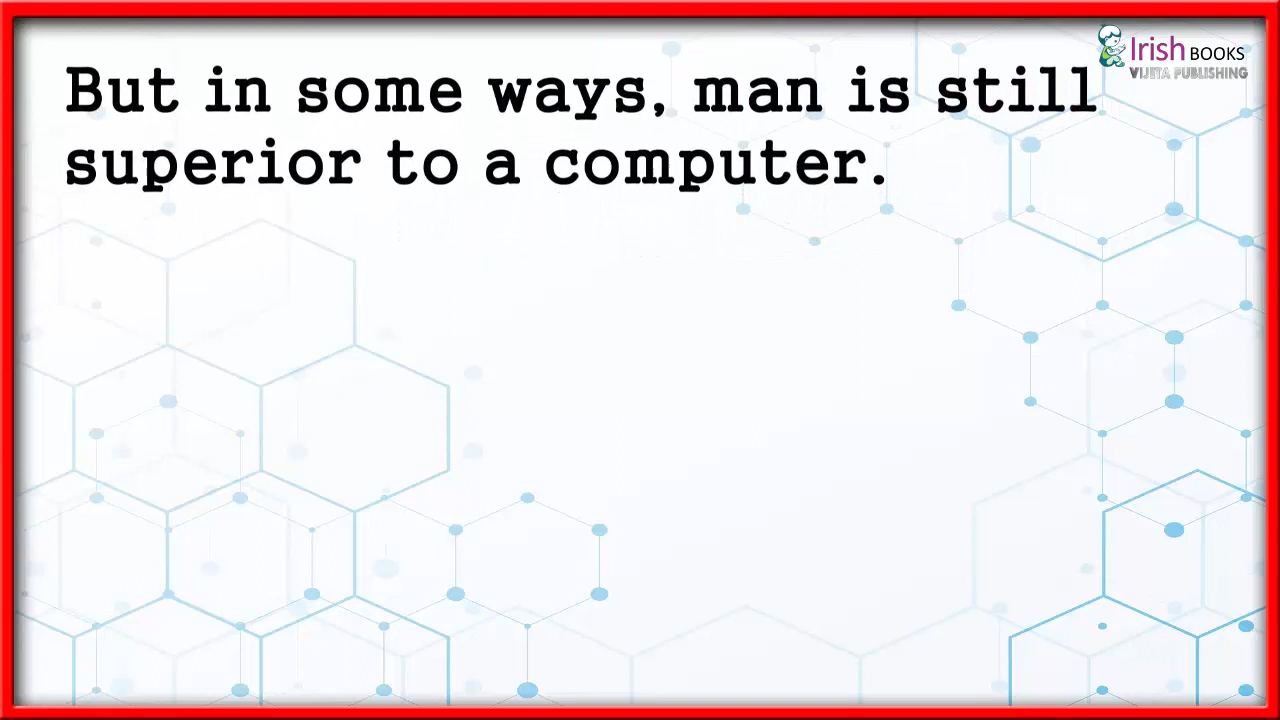 Irish BOOKS
VIJETA PUBLISHING
But in some ways, man is still
superior to a computer.